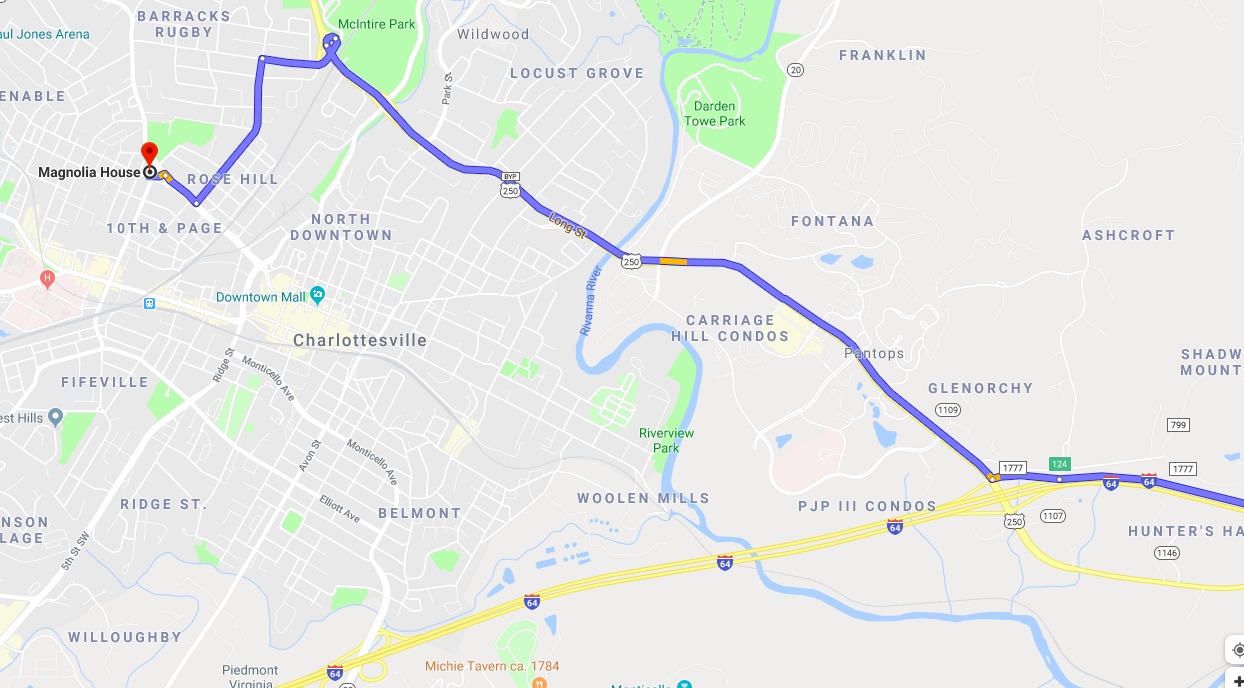 BARRACKS
RUGBY
McIntire Park
Wildwood
aul Jones Arena
FRANKLIN
LOCUST GROVE
20
Park St
ENABLE
Darden
Towe Park
Magnolia House
ROSE HILL
BYP
250
10TH & PAGE
NORTH
DOWNTOWN
Long St
FONTANA
ASHCROFT
250
H
Downtown Mall
Rivanna River
CARRIAGE
HILL CONDOS
Charlottesville
Pantops
SHADW
MOUNT
Ridge St
Monticello Ave
FIFEVILLE
GLENORCHY
1109
est Hills
799
Riverview
Park
Avon St
Monticello Ave
1777
124
1777
64
64
RIDGE ST.
Elliott Ave
BELMONT
WOOLEN MILLS
PJP III CONDOS
NSON
LAGE
64
250
1107
HUNTER'S HA
5th St SW
1146
64
64
WILLOUGHBY
Piedmont
Virginia
64
Michie Tavern ca. 1784
Monticello